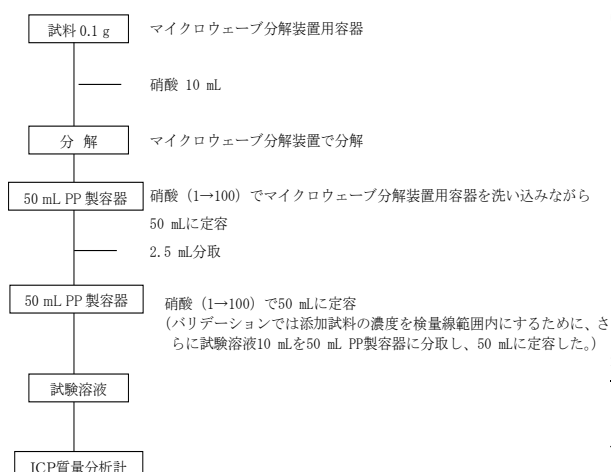 試料 0.1 g
マイクロウェーブ分解装置用容器
硝酸 10 mL
分 解
マイクロウェーブ分解装置で分解
50 mL PP 製容器
硝酸（1→100）でマイクロウェーブ分解装置用容器を洗い込みながら
50 mLに定容
2.5 mL分取
50 mL PP 製容器
硝酸（1→100）で50 mLに定容
（バリデーションでは添加試料の濃度を検量線範囲内にするために、さ
らに試験溶液10 mLを50 mL PP製容器に分取し、50 mLに定容した。）
試験溶液
ICP質量分析計